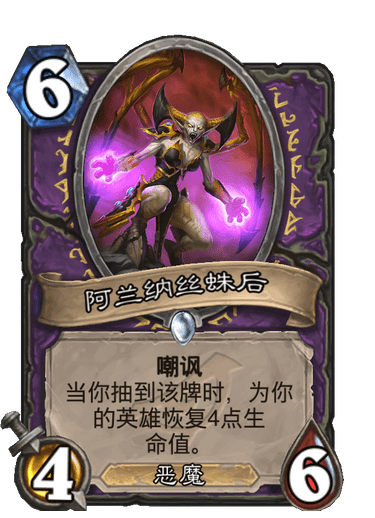 6
阿兰纳丝蛛后
嘲讽
当你抽到该牌时，为你
的英雄恢复4点生
命值。
恶魔
4
6